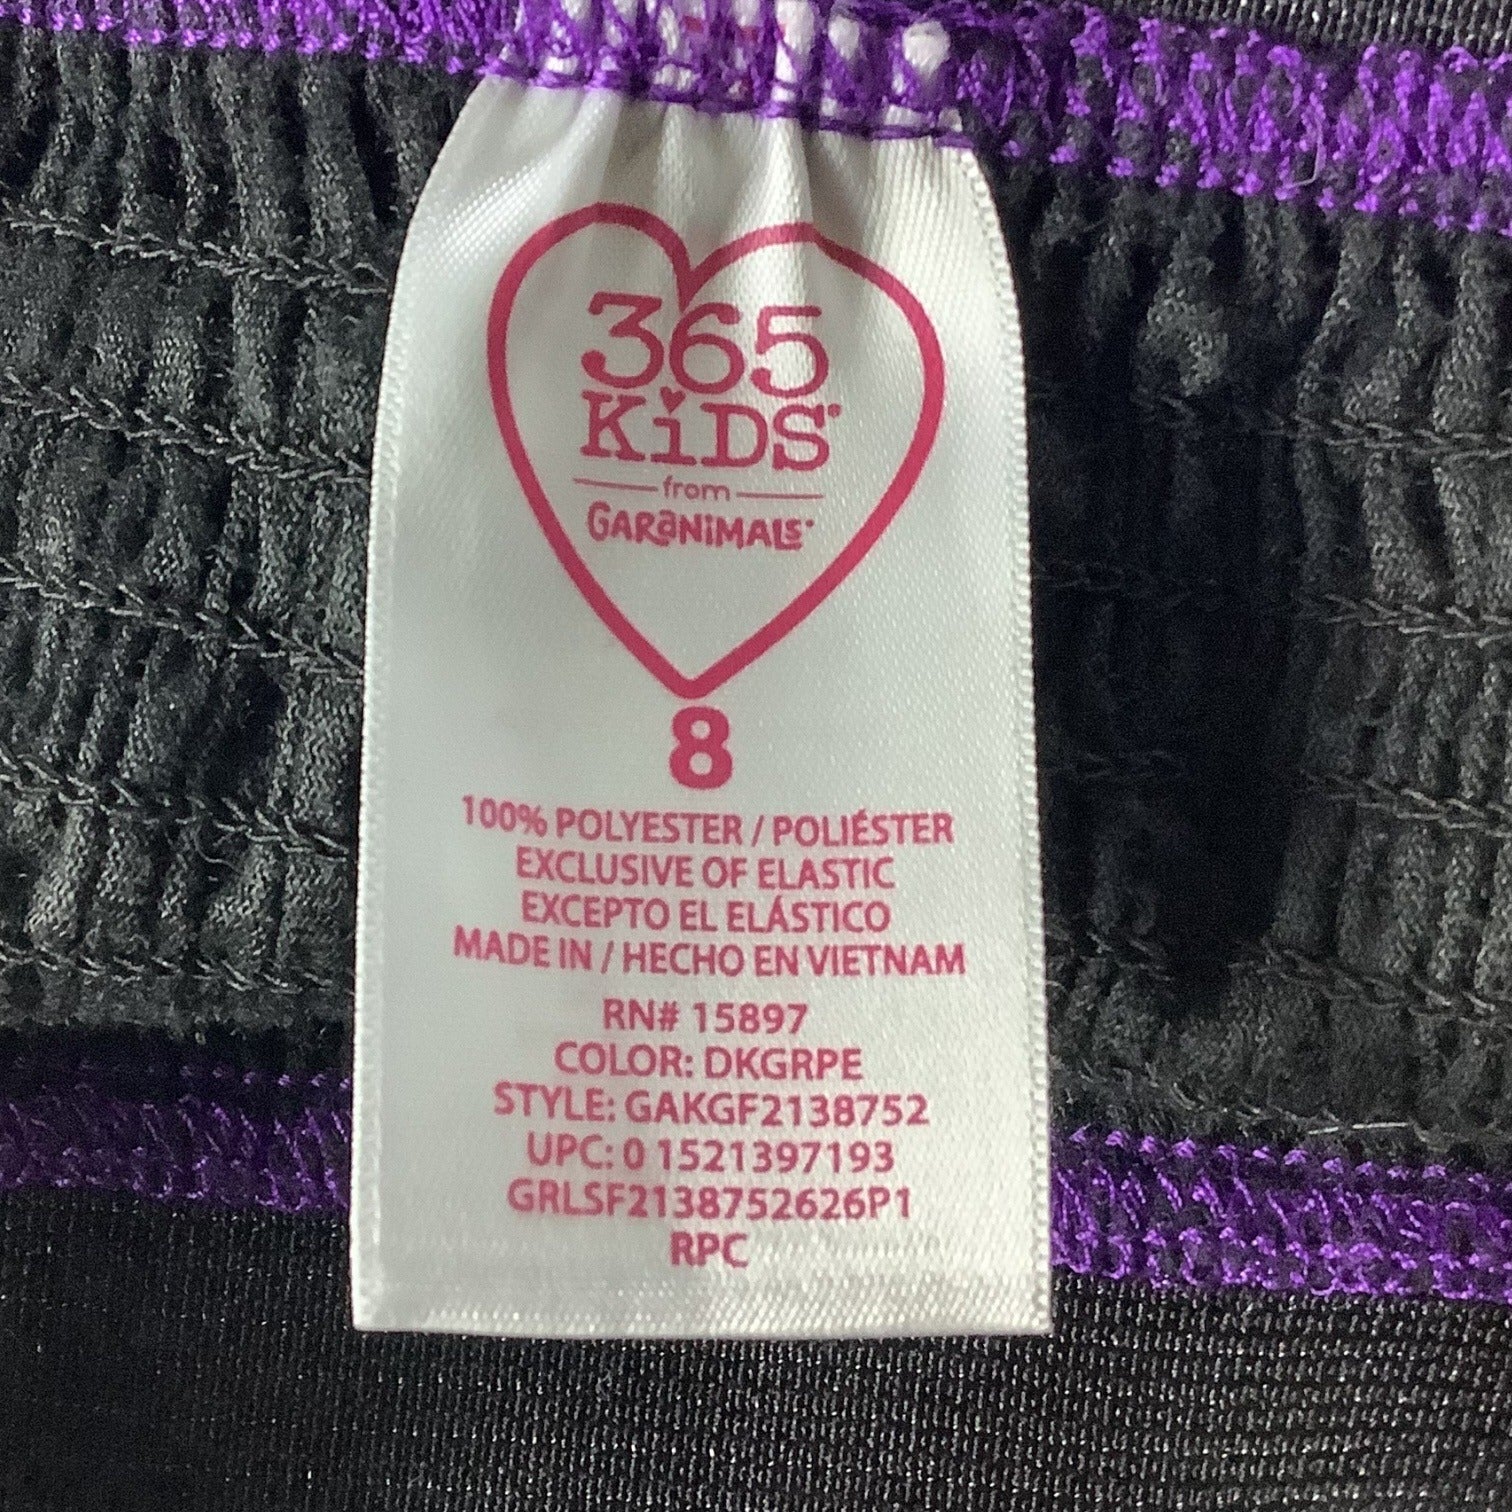 365
KiDS®
from
GARaNiMALS®
8
100% POLYESTER / POLIÉSTER
EXCLUSIVE OF ELASTIC
EXCEPTO EL ELÁSTICO
MADE IN / HECHO EN VIETNAM
RN# 15897
COLOR: DKGRPE
STYLE: GAKGF2138752
UPC: 0 1521397193
GRLSF2138752626P1
RPC